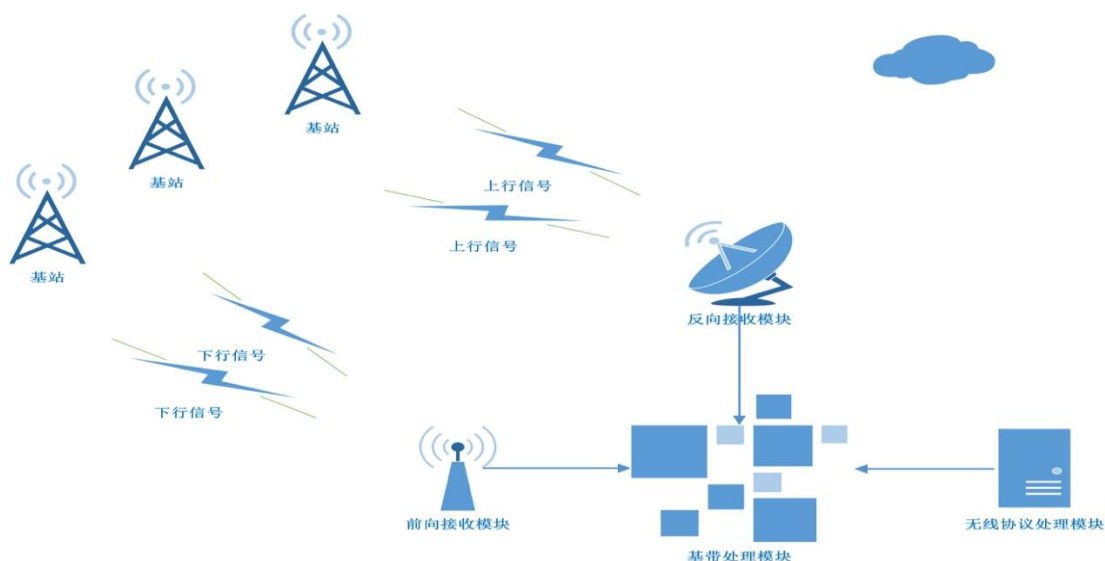 基站
基站
基站
上行信号
上行信号
下行信号
下行信号
反向接收模块
前向接收模块
无线协议处理模块
基带处理模块